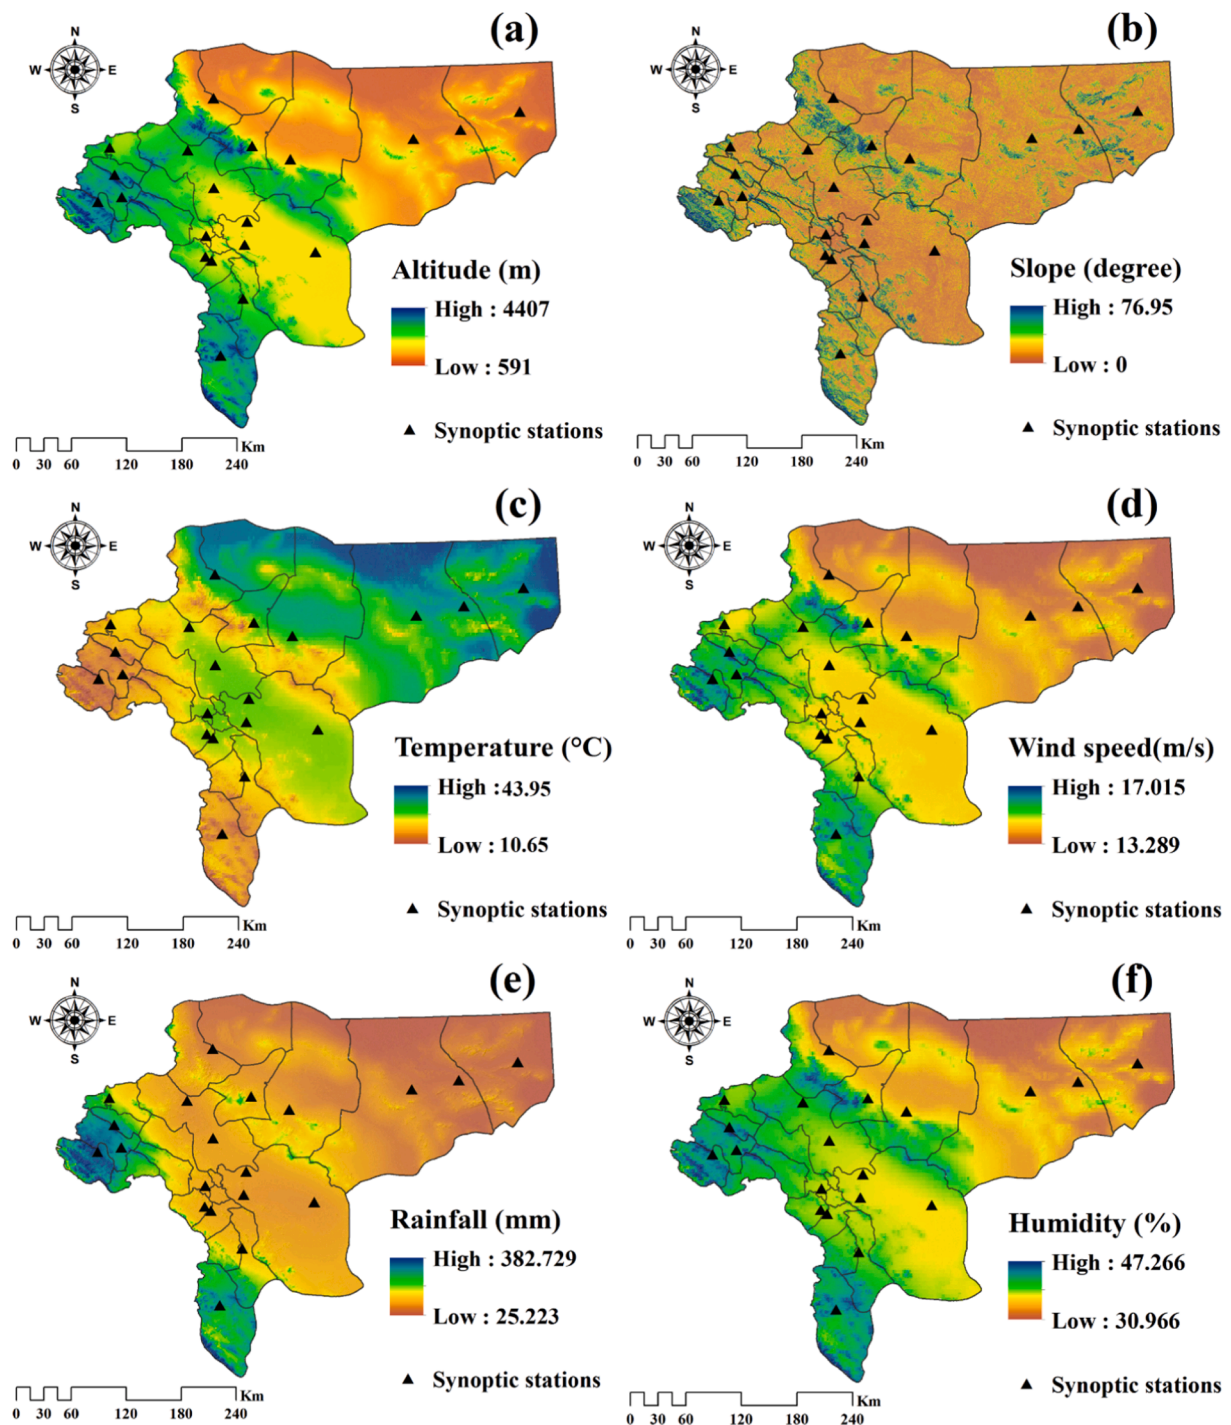 (a)
N
W E
S
Altitude (m)
High : 4407
Low : 591
Synoptic stations
Km
0 30 60 120 180 240
(b)
N
W E
S
Slope (degree)
High : 76.95
Low : 0
Synoptic stations
Km
0 30 60 120 180 240
(c)
N
W E
S
Temperature (°C)
High :43.95
Low : 10.65
Synoptic stations
Km
0 30 60 120 180 240
(d)
N
W E
S
Wind speed(m/s)
High : 17.015
Low : 13.289
Synoptic stations
Km
0 30 60 120 180 240
(e)
N
W E
S
Rainfall (mm)
High : 382.729
Low : 25.223
Synoptic stations
Km
0 30 60 120 180 240
(f)
N
W E
S
Humidity (%)
High : 47.266
Low : 30.966
Synoptic stations
Km
0 30 60 120 180 240